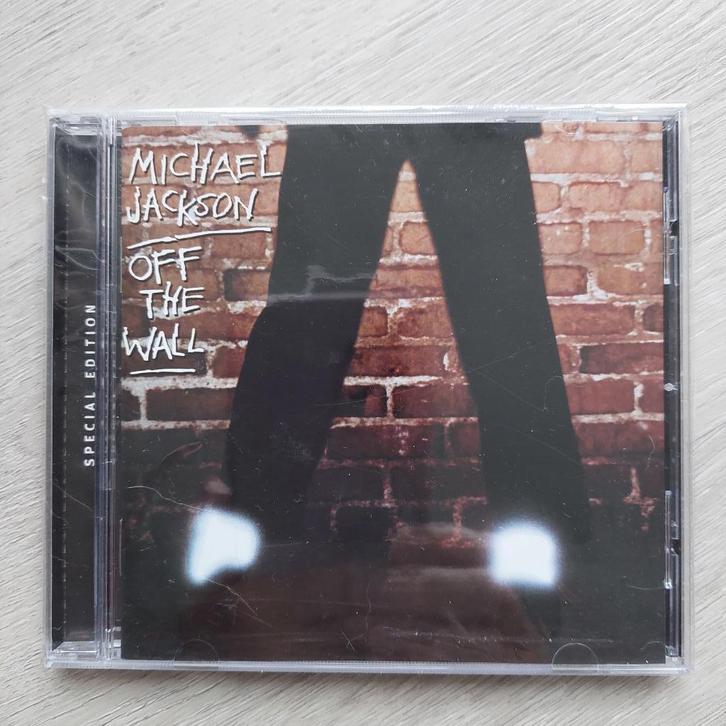 MICHAEL
JACKSON
OFF
THE
WALL
SPECIAL EDITION